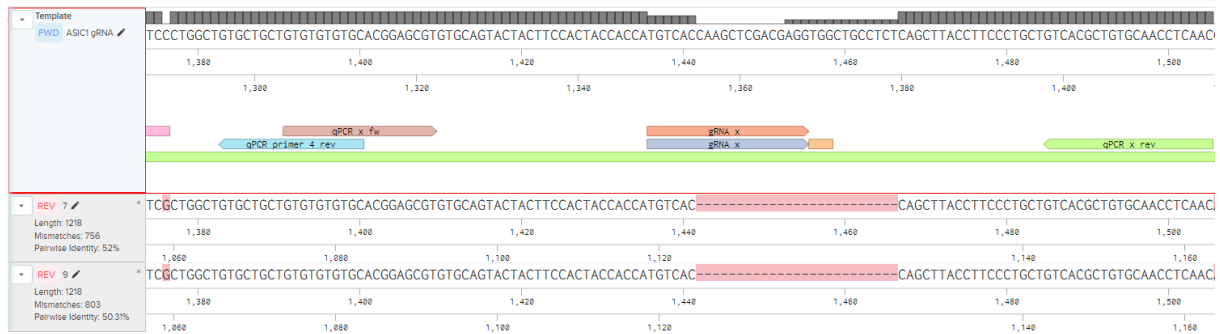 Template
TCCCTGGCTGTGCTGCTGTGTGTGTGCACGGAGCGTGTGCAGTACTACTTCCACTACCACCATGTCACCAAGCTCGACGAGGTGGCTGCCTCTCAGCTTACCTTCCCTGCTGTCACGCTGTGCAACCTCAAC
FWD ASIC1 gRNA
1,380 1,400 1,420 1,440 1,460 1,480 1,500
1,300 1,320 1,340 1,360 1,380 1,400
qPCR x fw gRNA x
qPCR primer 4 rev gRNA x qPCR x rev
REV 7 ×
TCGCTGGCTGTGCTGCTGTGTGTGTGCACGGAGCGTGTGCAGTACTACTTCCACTACCACCATGTCAC-------------------------CAGCTTACCTTCCCTGCTGTCACGCTGTGCAACCTCAAC
Length: 1218
Mismatches: 756
Pairwise Identity: 52%
1,380 1,400 1,420 1,440 1,460 1,480 1,500
1,060 1,080 1,100 1,120 1,140 1,160
REV 9 ×
TCGCTGGCTGTGCTGCTGTGTGTGTGCACGGAGCGTGTGCAGTACTACTTCCACTACCACCATGTCAC-------------------------CAGCTTACCTTCCCTGCTGTCACGCTGTGCAACCTCAAC
Length: 1218
Mismatches: 803
Pairwise Identity: 50.31%
1,380 1,400 1,420 1,440 1,460 1,480 1,500
1,060 1,080 1,100 1,120 1,140 1,160